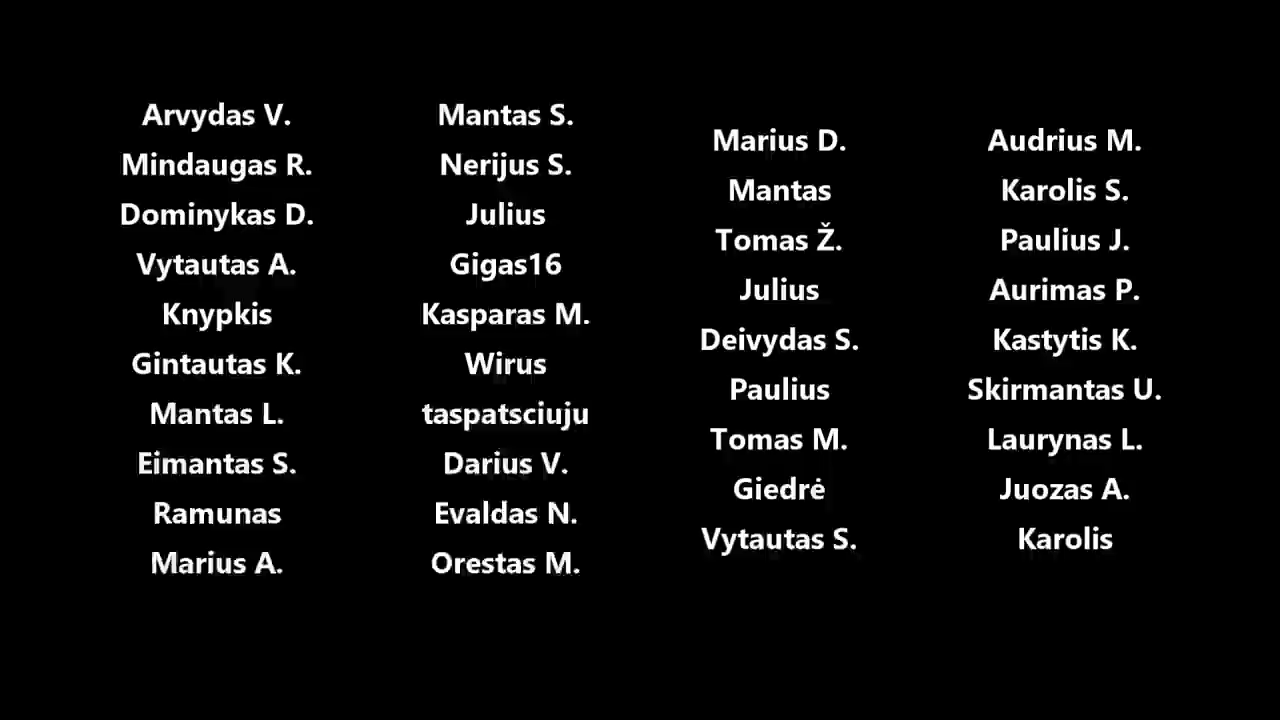 Arvydas V.
Mindaugas R.
Dominykas D.
Vytautas A.
Knypkis
Gintautas K.
Mantas L.
Eimantas S.
Ramunas
Marius A.
Mantas S.
Nerijus S.
Julius
Gigas16
Kasparas M.
Wirus
taspatsciuju
Darius V.
Evaldas N.
Orestas M.
Marius D.
Mantas
Tomas Ž.
Julius
Deivydas S.
Paulius
Tomas M.
Giedrė
Vytautas S.
Audrius M.
Karolis S.
Paulius J.
Aurimas P.
Kastytis K.
Skirmantas U.
Laurynas L.
Juozas A.
Karolis